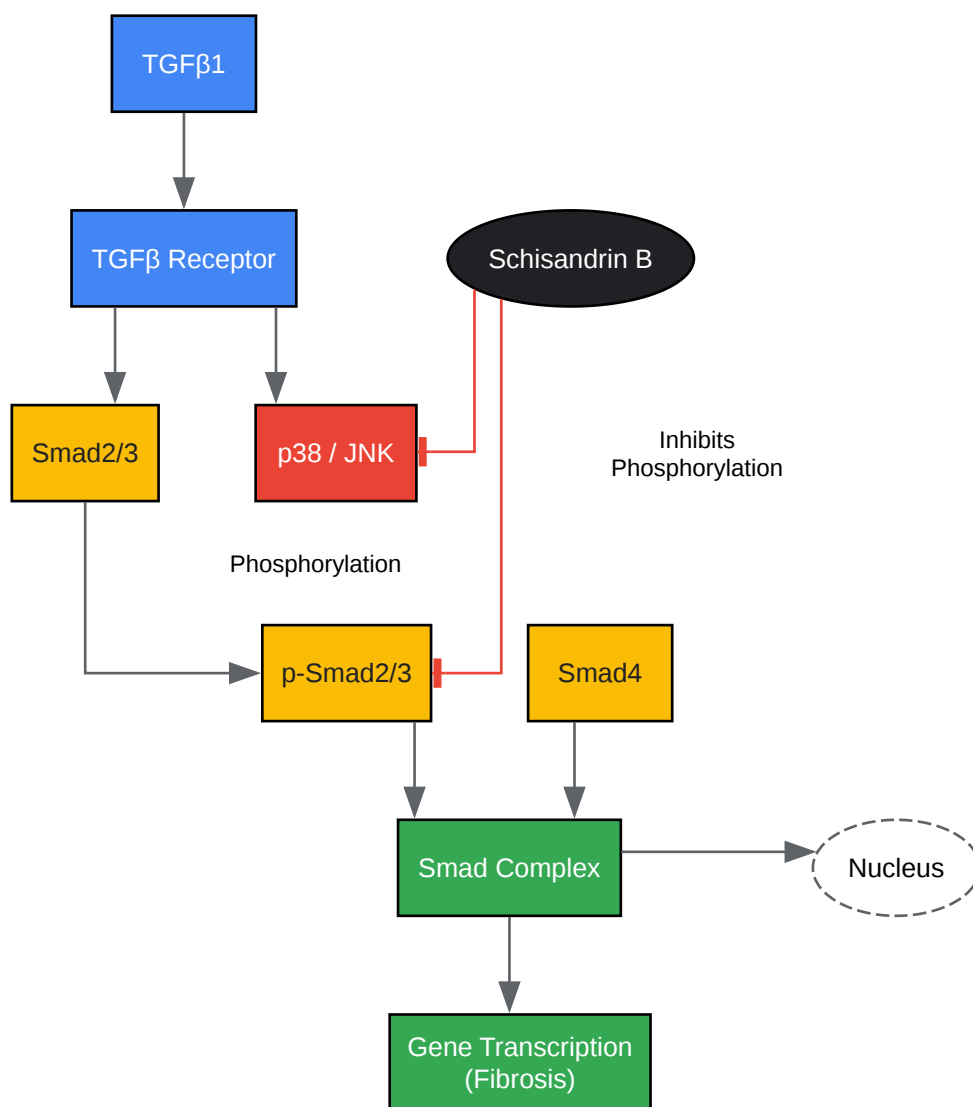 TGFβ1
TGFβ Receptor
Schisandrin B
Smad2/3
p38 / JNK
Inhibits
Phosphorylation
Phosphorylation
p-Smad2/3
Smad4
Smad Complex
Nucleus
Gene Transcription
(Fibrosis)